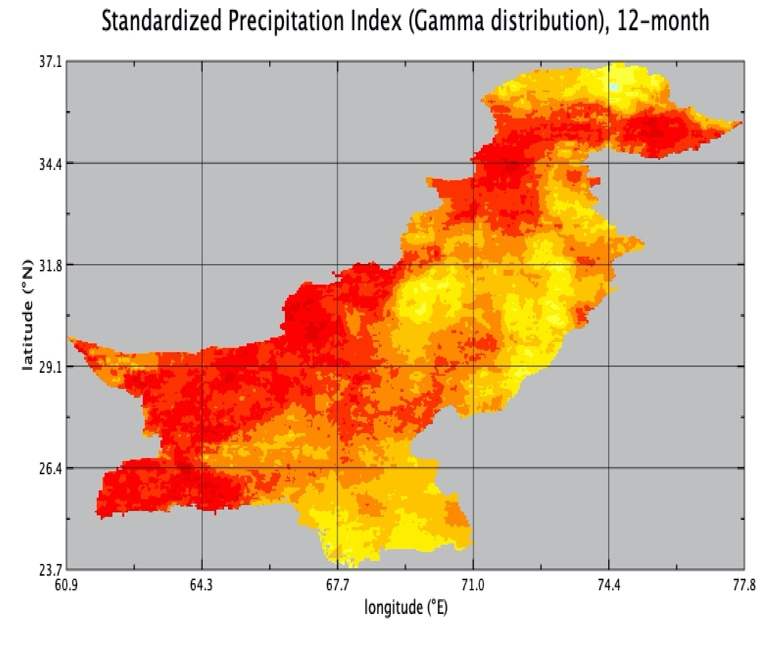 Standardized Precipitation Index (Gamma distribution), 12-month
37.1
34.4
31.8
29.1
26.4
23.7
latitude (°N)
60.9 64.3 67.7 71.0 74.4 77.8
longitude (°E)